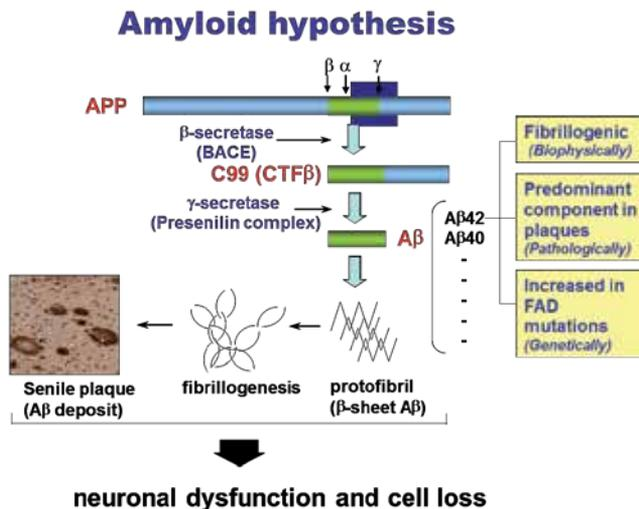 Amyloid hypothesis
β α γ
APP
β-secretase
(BACE)
C99 (CTFβ)
γ-secretase
(Presenilin complex)
Aβ
Aβ42
Aβ40
-
-
-
-
-
Fibrillogenic
(Biophysically)
Predominant
component in
plaques
(Pathologically)
Increased in
FAD
mutations
(Genetically)
Senile plaque
(Aβ deposit)
fibrillogenesis
protofibril
(β-sheet Aβ)
neuronal dysfunction and cell loss